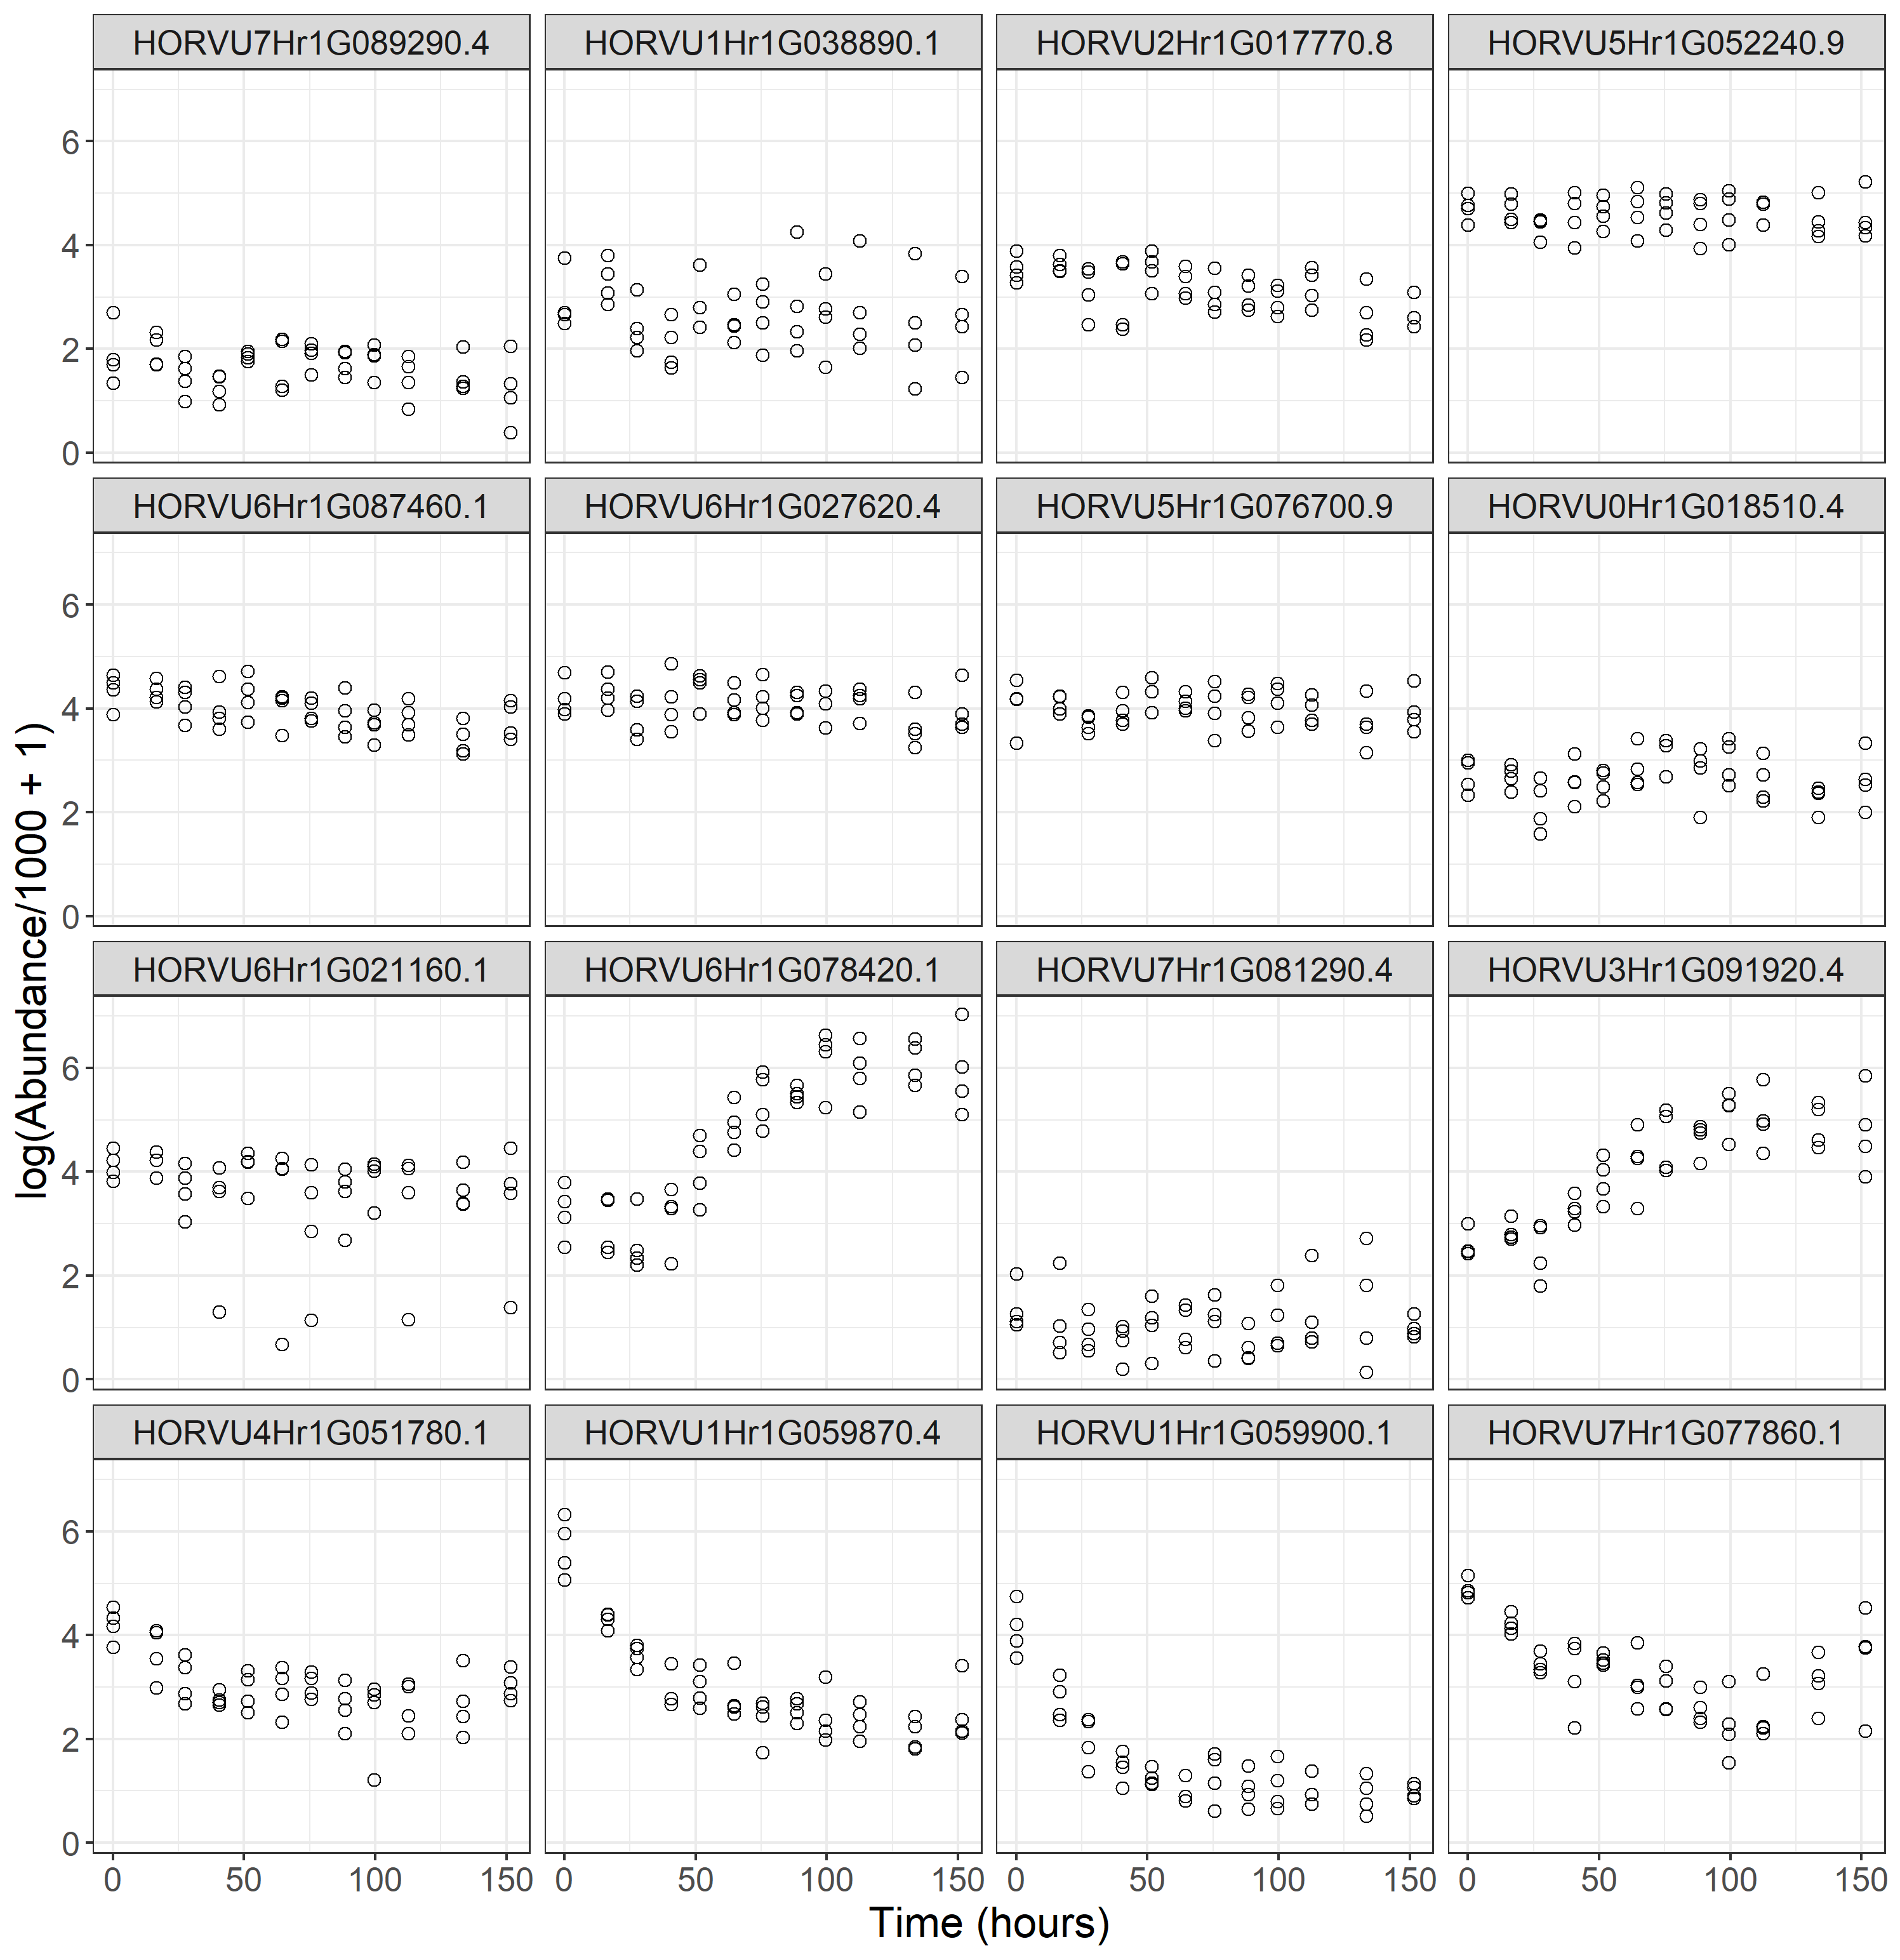 HORVU7Hr1G089290.4 HORVU1Hr1G038890.1 HORVU2Hr1G017770.8 HORVU5Hr1G052240.9
6
4
2
0
HORVU6Hr1G087460.1 HORVU6Hr1G027620.4 HORVU5Hr1G076700.9 HORVU0Hr1G018510.4
6
4
2
0
HORVU6Hr1G021160.1 HORVU6Hr1G078420.1 HORVU7Hr1G081290.4 HORVU3Hr1G091920.4
6
4
2
0
HORVU4Hr1G051780.1 HORVU1Hr1G059870.4 HORVU1Hr1G059900.1 HORVU7Hr1G077860.1
6
4
2
0
0 50 100 150 0 50 100 150 0 50 100 150 0 50 100 150
Time (hours)
log(Abundance/1000 + 1)